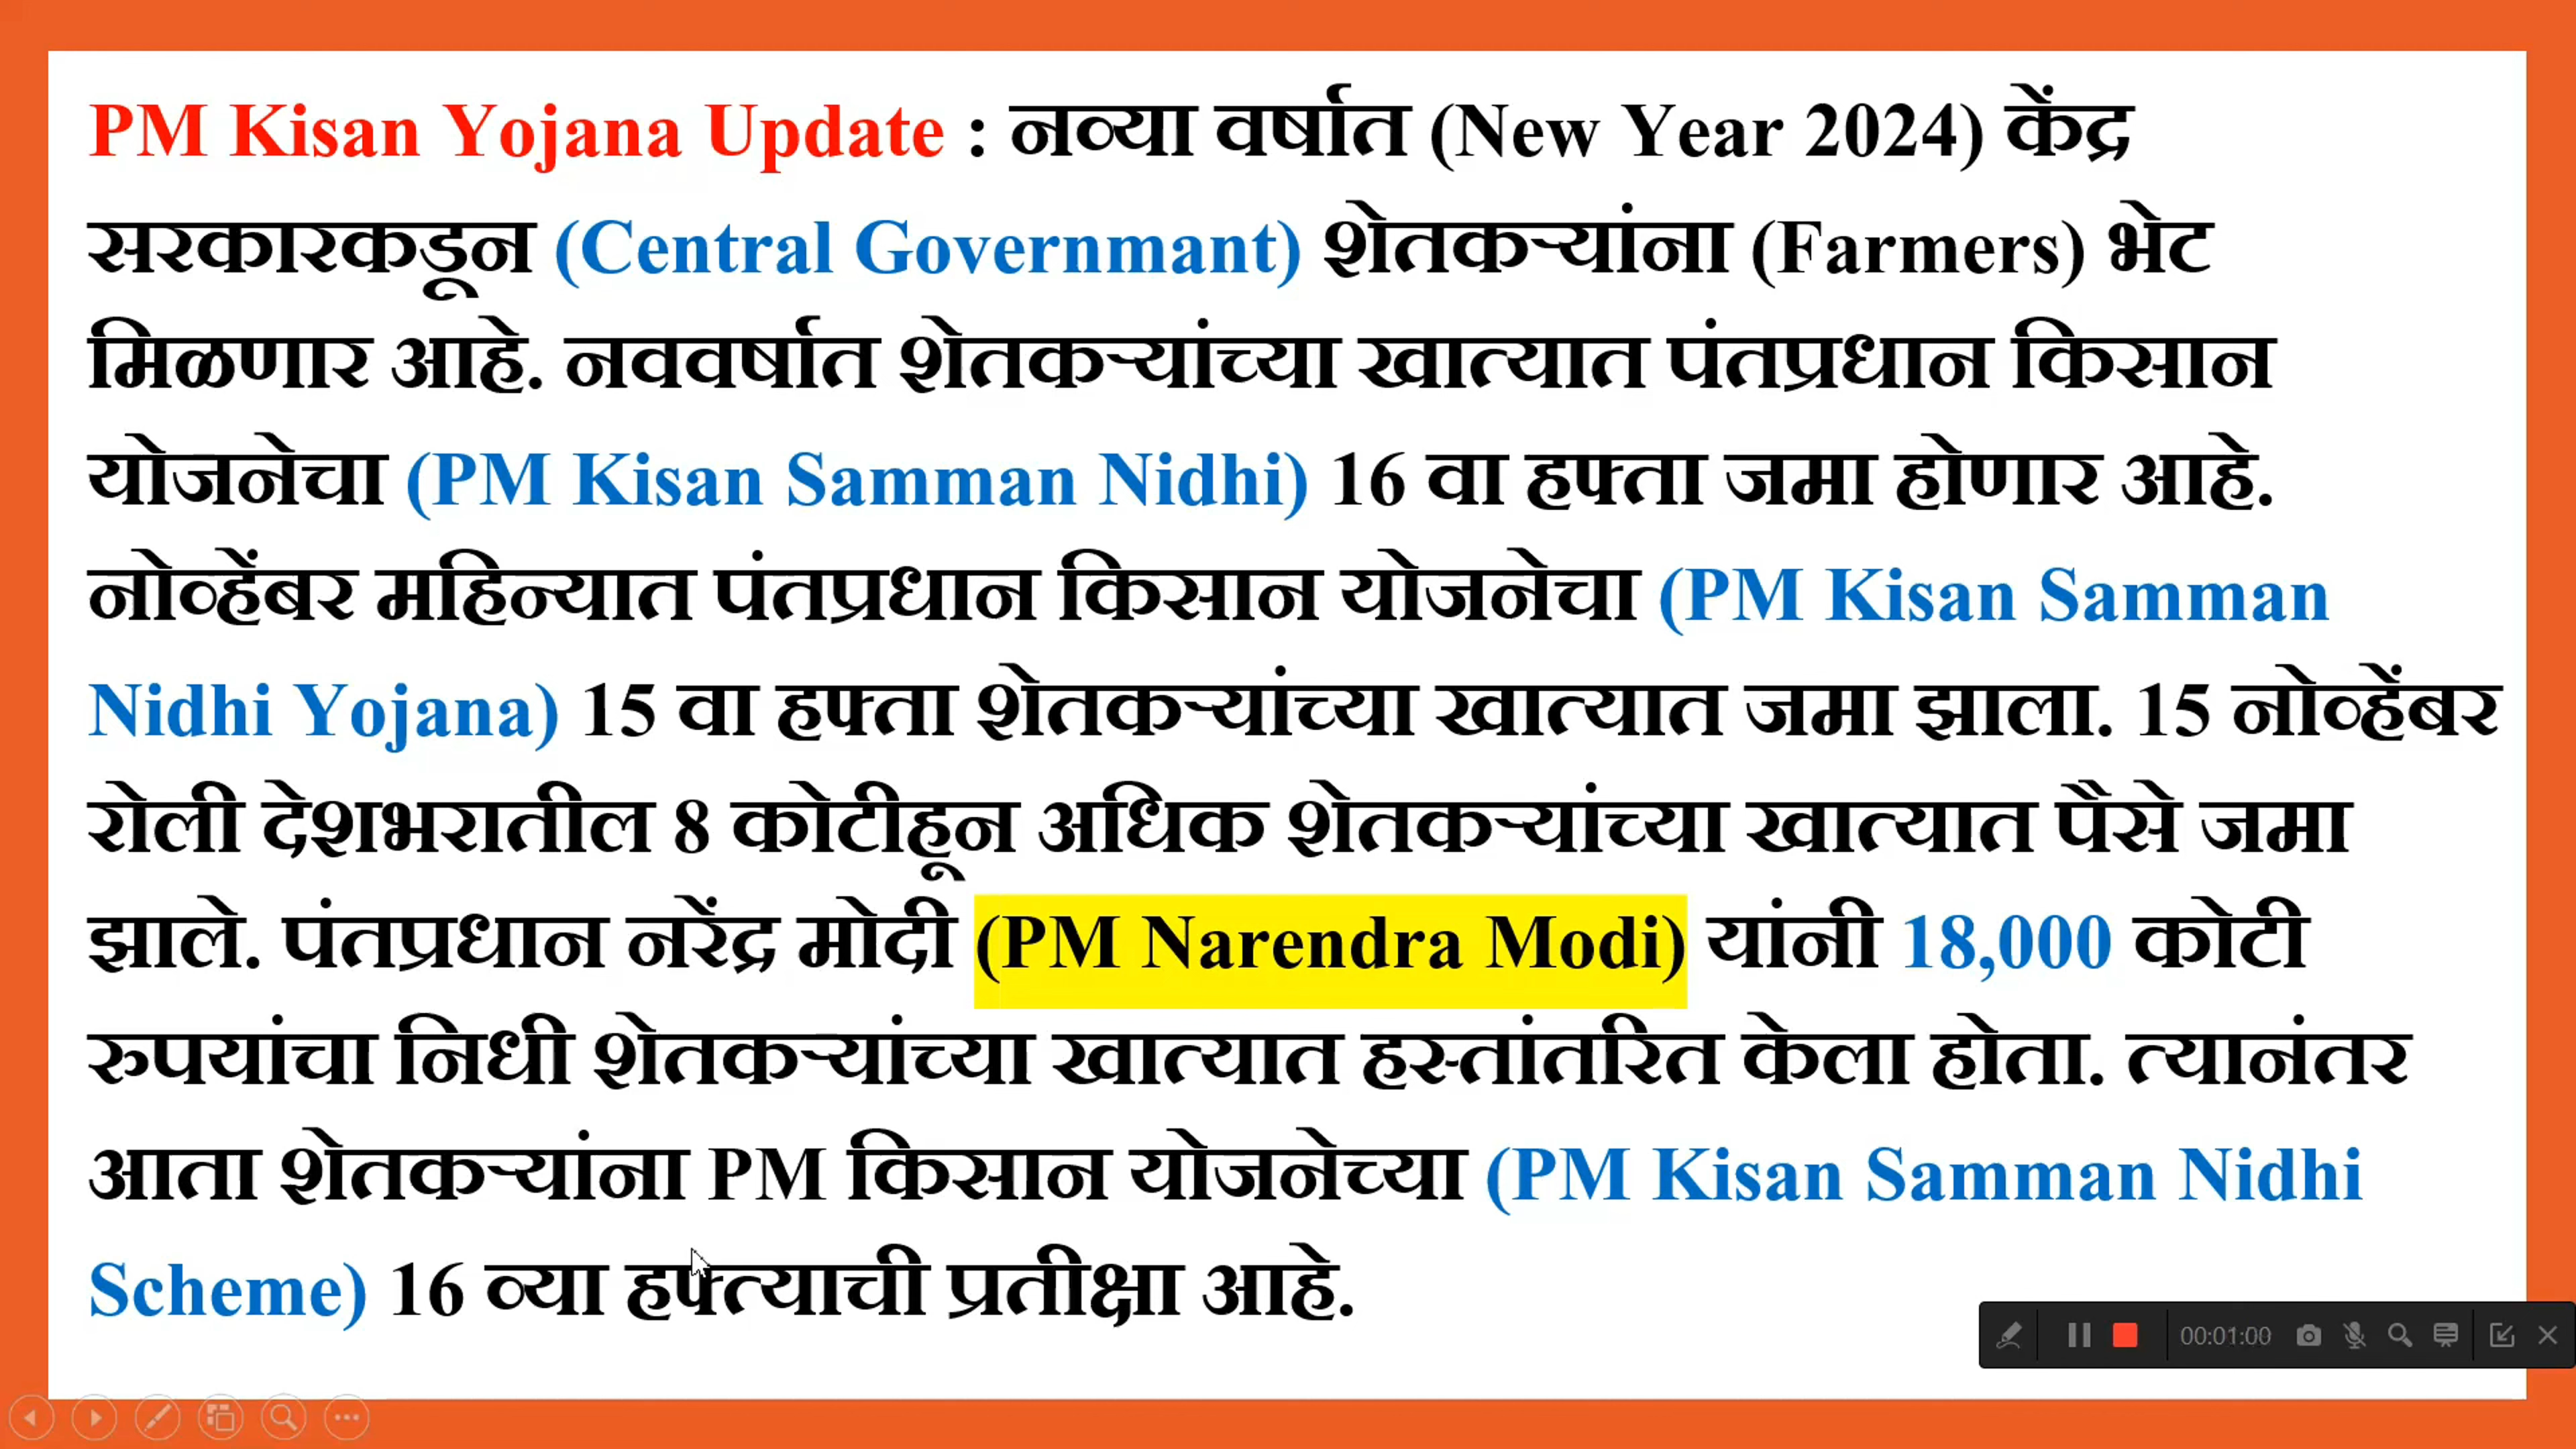 PM Kisan Yojana Update : नव्या वर्षात (New Year 2024) केंद्र
सरकारकडून (Central Governmant) शेतकऱ्यांना (Farmers) भेट
मिळणार आहे. नववर्षात शेतकऱ्यांच्या खात्यात पंतप्रधान किसान
योजनेचा (PM Kisan Samman Nidhi) 16 वा हफ्ता जमा होणार आहे.
नोव्हेंबर महिन्यात पंतप्रधान किसान योजनेचा (PM Kisan Samman
Nidhi Yojana) 15 वा हफ्ता शेतकऱ्यांच्या खात्यात जमा झाला. 15 नोव्हेंबर
रोली देशभरातील 8 कोटीहून अधिक शेतकऱ्यांच्या खात्यात पैसे जमा
झाले. पंतप्रधान नरेंद्र मोदी (PM Narendra Modi) यांनी 18,000 कोटी
रुपयांचा निधी शेतकऱ्यांच्या खात्यात हस्तांतरित केला होता. त्यानंतर
आता शेतकऱ्यांना PM किसान योजनेच्या (PM Kisan Samman Nidhi
Scheme) 16 व्या हफ्त्याची प्रतीक्षा आहे.
00:01:00